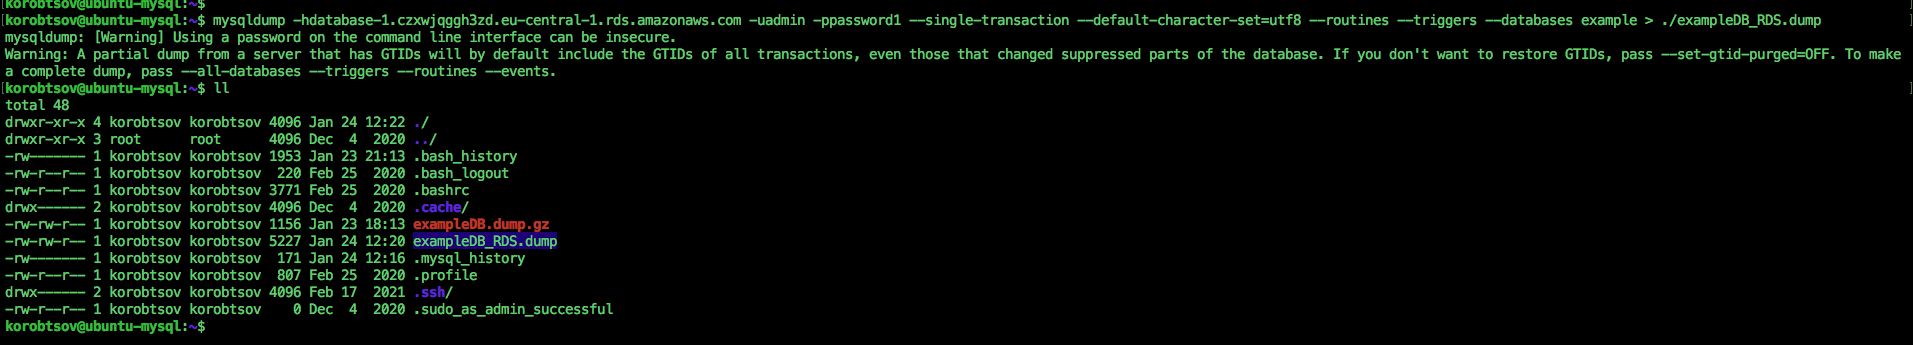 korobtsov@ubuntu-mysql:~$
korobtsov@ubuntu-mysql:~$ mysqldump -hdatabase-1.czxwjqggh3zd.eu-central-1.rds.amazonaws.com -uadmin -ppassword1 --single-transaction --default-character-set=utf8 --routines --triggers --databases example > ./exampleDB_RDS.dump
mysqldump: [Warning] Using a password on the command line interface can be insecure.
Warning: A partial dump from a server that has GTIDs will by default include the GTIDs of all transactions, even those that changed suppressed parts of the database. If you don't want to restore GTIDs, pass --set-gtid-purged=OFF. To make
a complete dump, pass --all-databases --triggers --routines --events.
korobtsov@ubuntu-mysql:~$ ll
total 48
drwxr-xr-x 4 korobtsov korobtsov 4096 Jan 24 12:22 ./
drwxr-xr-x 3 root      root      4096 Dec  4  2020 ../
-rw------- 1 korobtsov korobtsov 1953 Jan 23 21:13 .bash_history
-rw-r--r-- 1 korobtsov korobtsov  220 Feb 25  2020 .bash_logout
-rw-r--r-- 1 korobtsov korobtsov 3771 Feb 25  2020 .bashrc
drwx------ 2 korobtsov korobtsov 4096 Dec  4  2020 .cache/
-rw-rw-r-- 1 korobtsov korobtsov 1156 Jan 23 18:13 exampleDB.dump.gz
-rw-rw-r-- 1 korobtsov korobtsov 5227 Jan 24 12:20 exampleDB_RDS.dump
-rw------- 1 korobtsov korobtsov  171 Jan 24 12:16 .mysql_history
-rw-r--r-- 1 korobtsov korobtsov  807 Feb 25  2020 .profile
drwx------ 2 korobtsov korobtsov 4096 Feb 17  2021 .ssh/
-rw-r--r-- 1 korobtsov korobtsov    0 Dec  4  2020 .sudo_as_admin_successful
korobtsov@ubuntu-mysql:~$